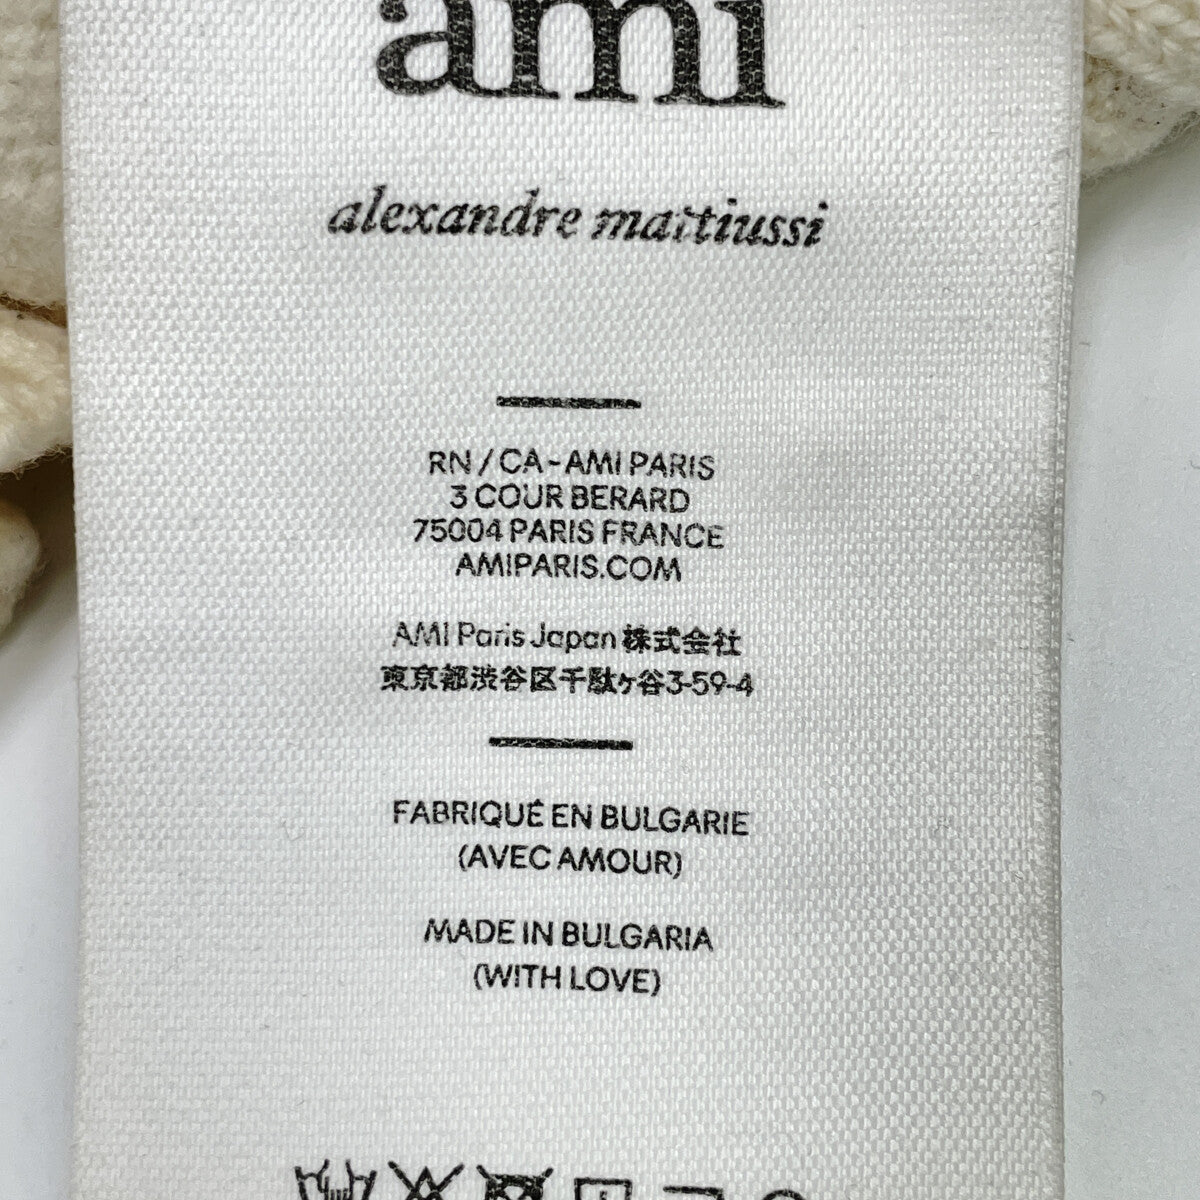 ami
alexandre mattiussi
RN / CA - AMI PARIS
3 COUR BERARD
75004 PARIS FRANCE
AMIPARIS.COM
AMI Paris Japan 株式会社
東京都渋谷区千駄ヶ谷3-59-4
FABRIQUÉ EN BULGARIE
(AVEC AMOUR)
MADE IN BULGARIA
(WITH LOVE)